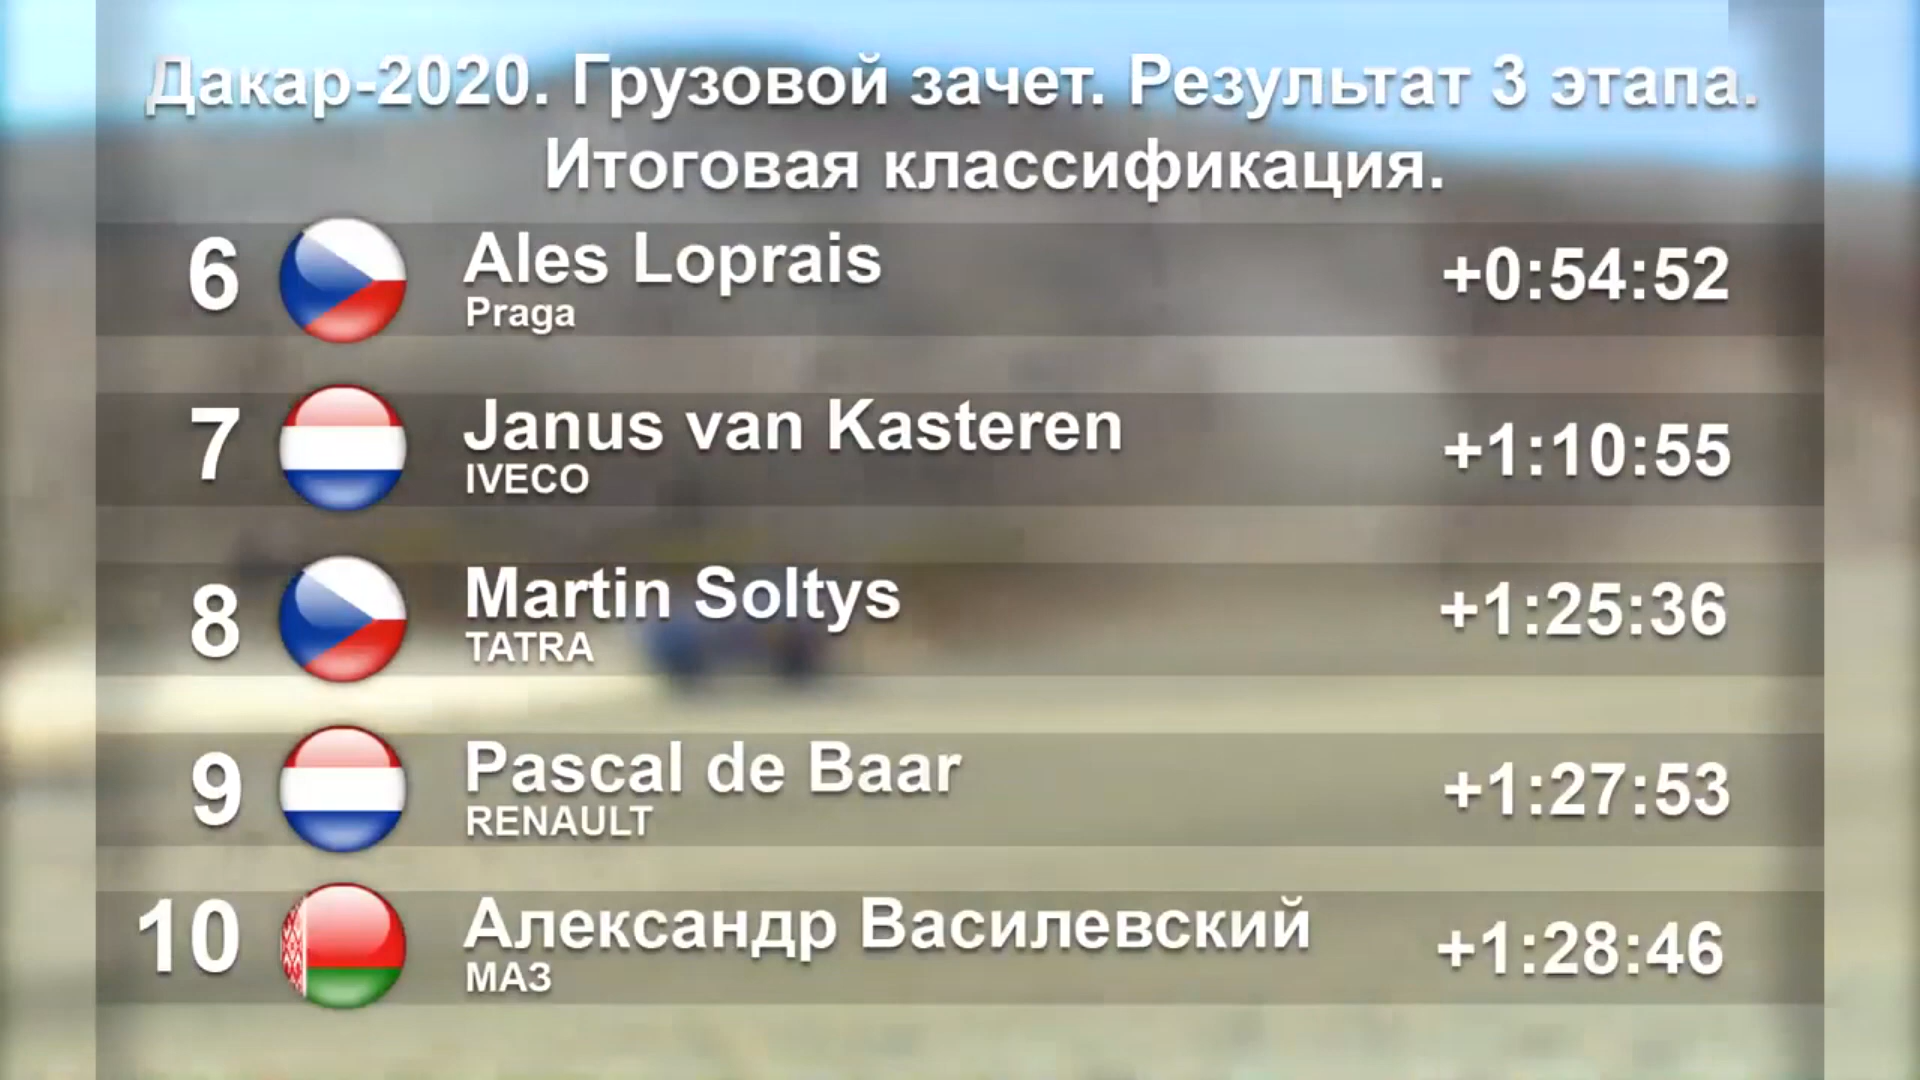 Дакар-2020. Грузовой зачет. Результат 3 этапа.
Итоговая классификация.
6 Ales Loprais +0:54:52
Praga
7 Janus van Kasteren +1:10:55
IVECO
8 Martin Soltys +1:25:36
TATRA
9 Pascal de Baar +1:27:53
RENAULT
10 Александр Василевский +1:28:46
МАЗ